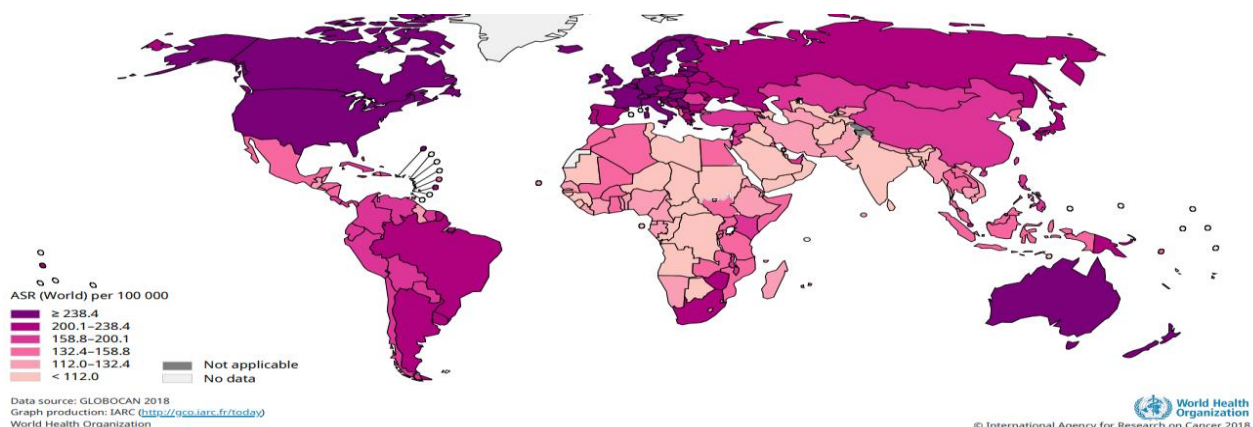 ASR (World) per 100 000
≥ 238.4
200.1–238.4
158.8–200.1
132.4–158.8
112.0–132.4
< 112.0
Not applicable
No data
Data source: GLOBOCAN 2018
Graph production: IARC (http://gco.iarc.fr/today)
World Health Organization
World Health
Organization
© International Agency for Research on Cancer 2018